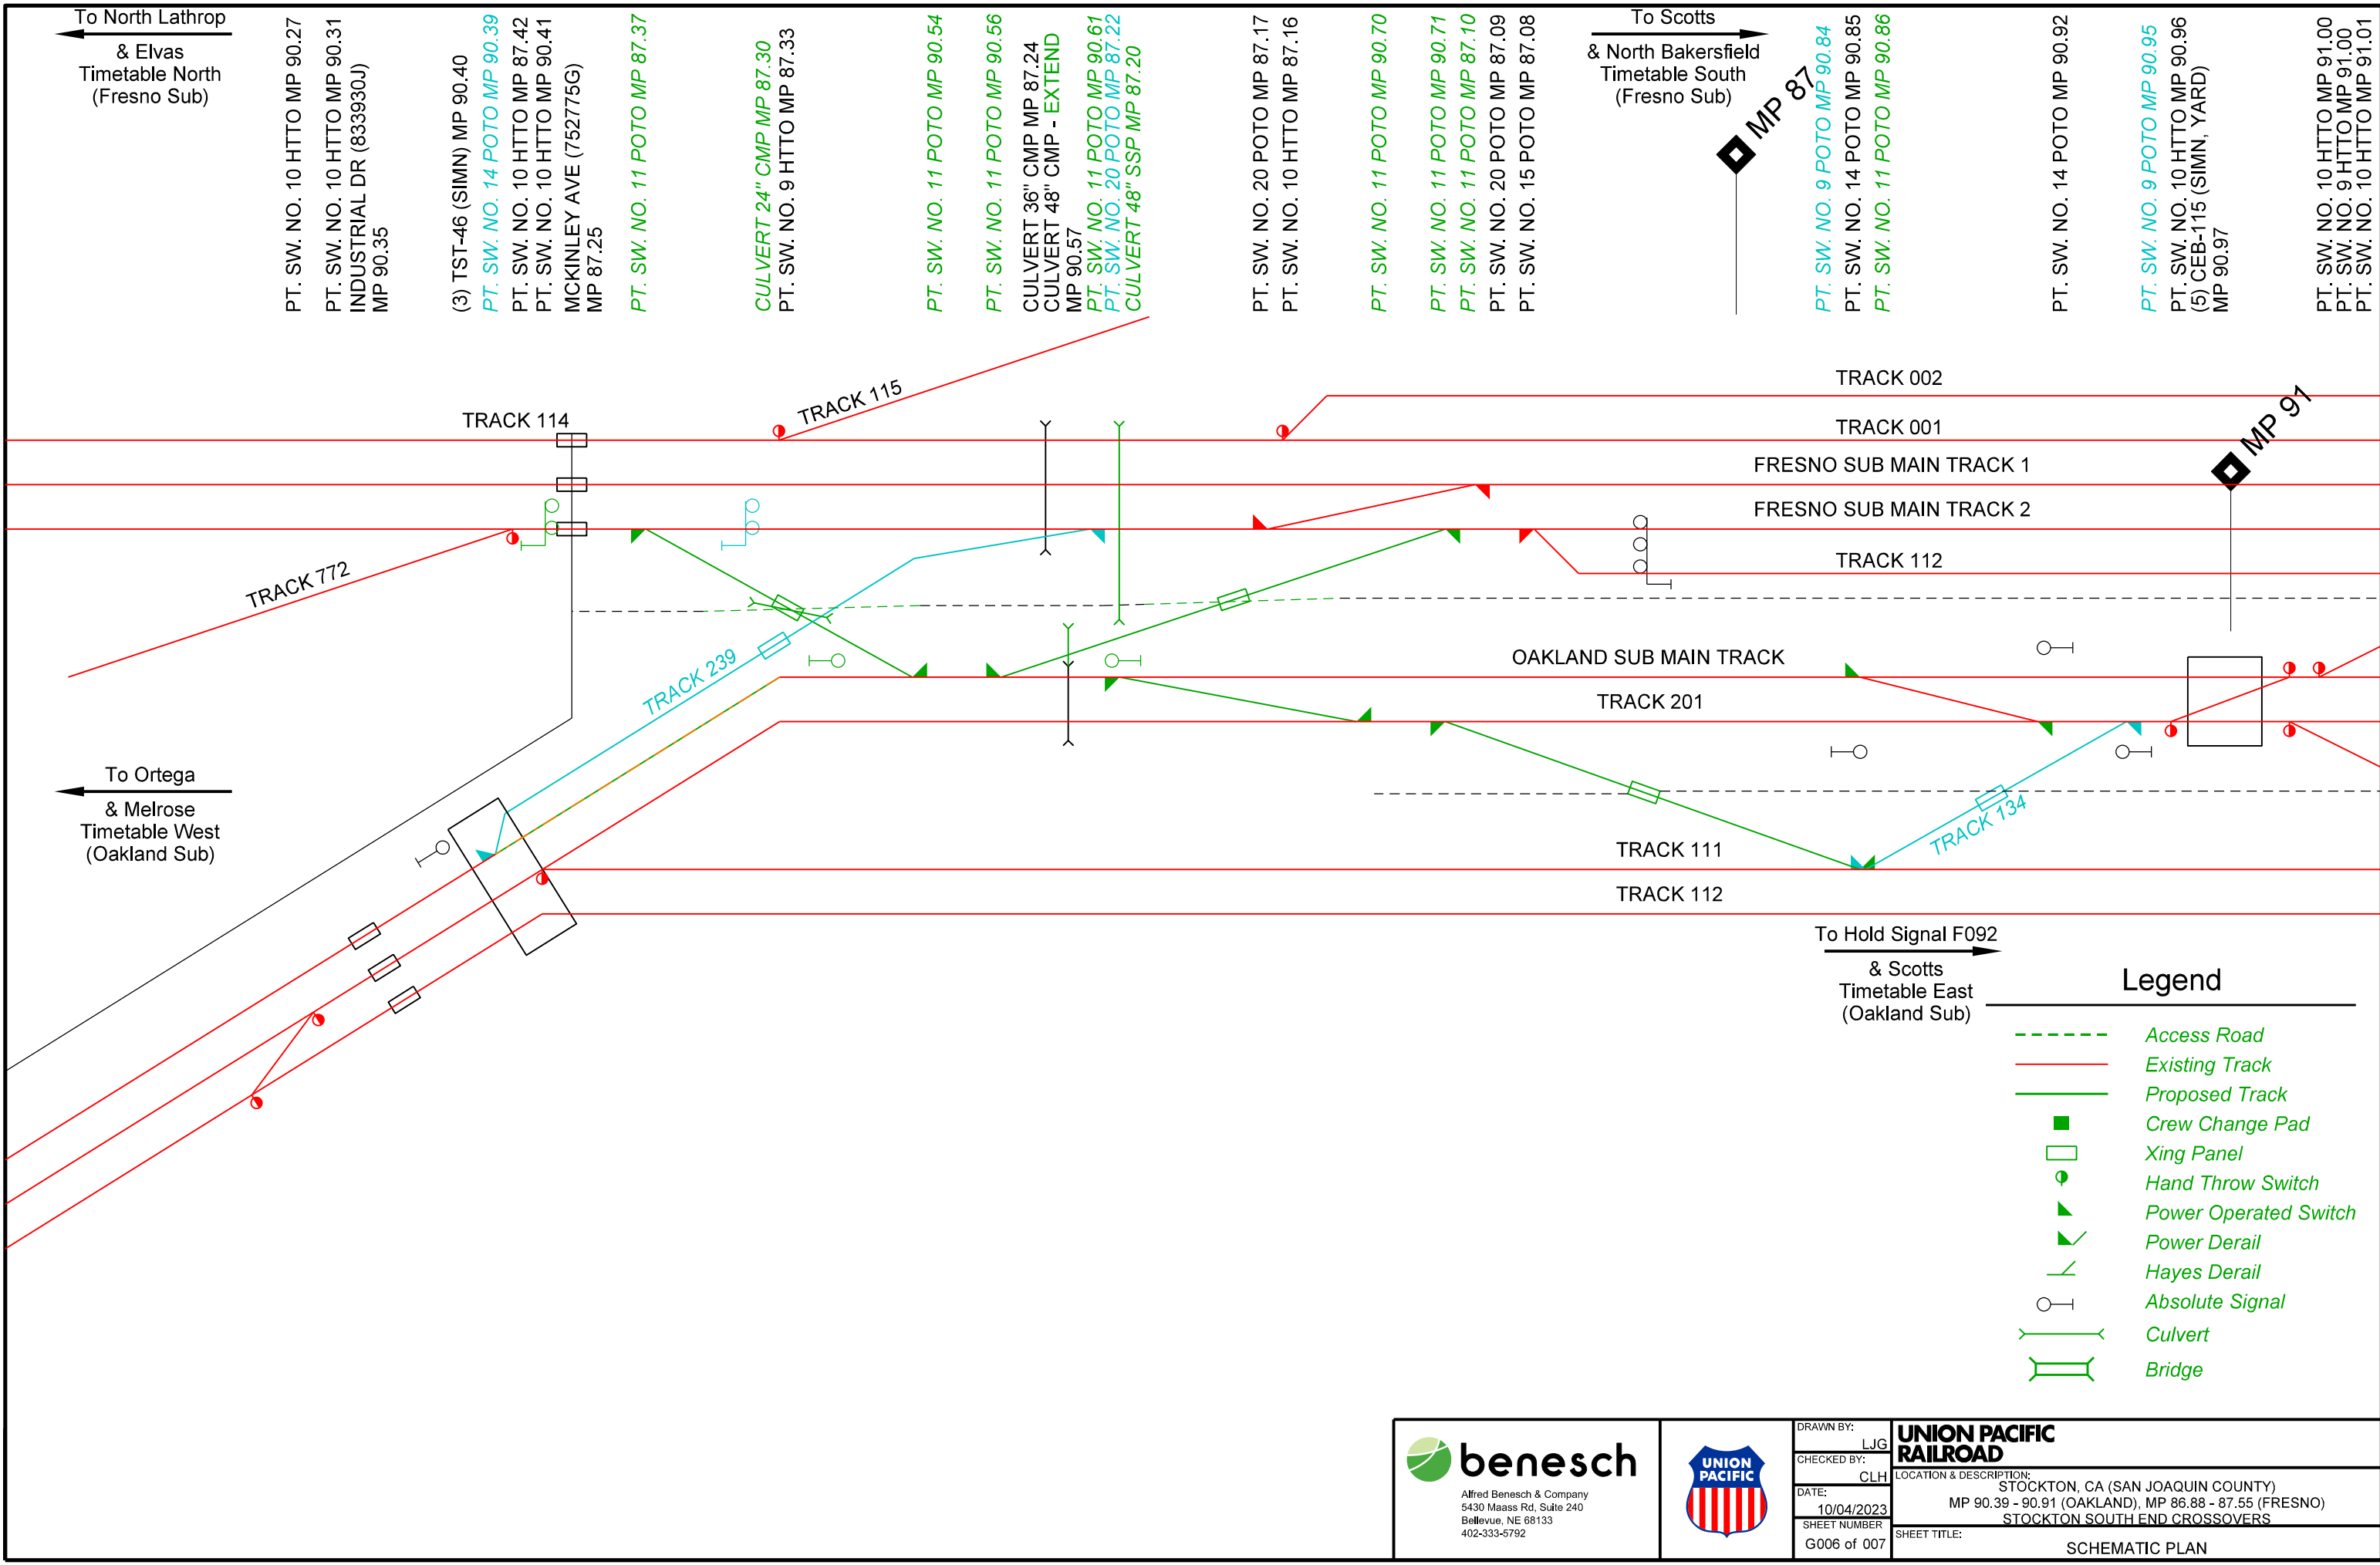 To North Lathrop
& Elvas
Timetable North
(Fresno Sub)
PT. SW. NO. 10 HTTO MP 90.27
PT. SW. NO. 10 HTTO MP 90.31
INDUSTRIAL DR (833930J)
MP 90.35
(3) TST-46 (SIMN) MP 90.40
PT. SW. NO. 14 POTO MP 90.39
PT. SW. NO. 10 HTTO MP 87.42
PT. SW. NO. 10 HTTO MP 90.41
MCKINLEY AVE (752775G)
MP 87.25
PT. SW. NO. 11 POTO MP 87.37
CULVERT 24" CMP MP 87.30
PT. SW. NO. 9 HTTO MP 87.33
PT. SW. NO. 11 POTO MP 90.54
PT. SW. NO. 11 POTO MP 90.56
CULVERT 36" CMP MP 87.24
CULVERT 48" CMP - EXTEND
MP 90.57
PT. SW. NO. 11 POTO MP 90.61
PT. SW. NO. 20 POTO MP 87.22
CULVERT 48" SSP MP 87.20
PT. SW. NO. 20 POTO MP 87.17
PT. SW. NO. 10 HTTO MP 87.16
PT. SW. NO. 11 POTO MP 90.70
PT. SW. NO. 11 POTO MP 90.71
PT. SW. NO. 11 POTO MP 87.10
PT. SW. NO. 20 POTO MP 87.09
PT. SW. NO. 15 POTO MP 87.08
To Scotts
& North Bakersfield
Timetable South
(Fresno Sub)
MP 87
PT. SW. NO. 9 POTO MP 90.84
PT. SW. NO. 14 POTO MP 90.85
PT. SW. NO. 11 POTO MP 90.86
PT. SW. NO. 14 POTO MP 90.92
PT. SW. NO. 9 POTO MP 90.95
PT. SW. NO. 10 HTTO MP 90.96
(5) CEB-115 (SIMN, YARD)
MP 90.97
PT. SW. NO. 10 HTTO MP 91.00
PT. SW. NO. 9 HTTO MP 91.00
PT. SW. NO. 10 HTTO MP 91.01
TRACK 002
TRACK 115
TRACK 114
TRACK 001
MP 91
FRESNO SUB MAIN TRACK 1
FRESNO SUB MAIN TRACK 2
TRACK 112
TRACK 772
OAKLAND SUB MAIN TRACK
TRACK 239
TRACK 201
To Ortega
& Melrose
Timetable West
(Oakland Sub)
TRACK 134
TRACK 111
TRACK 112
To Hold Signal F092
& Scotts
Timetable East
(Oakland Sub)
Legend
Access Road
Existing Track
Proposed Track
Crew Change Pad
Xing Panel
Hand Throw Switch
Power Operated Switch
Power Derail
Hayes Derail
Absolute Signal
Culvert
Bridge
benesch
Alfred Benesch & Company
5430 Maass Rd, Suite 240
Bellevue, NE 68133
402-333-5792
UNION
PACIFIC
DRAWN BY:
LJG
CHECKED BY:
CLH
DATE:
10/04/2023
SHEET NUMBER
G006 of 007
UNION PACIFIC
RAILROAD
LOCATION & DESCRIPTION:
STOCKTON, CA (SAN JOAQUIN COUNTY)
MP 90.39 - 90.91 (OAKLAND), MP 86.88 - 87.55 (FRESNO)
STOCKTON SOUTH END CROSSOVERS
SHEET TITLE:
SCHEMATIC PLAN